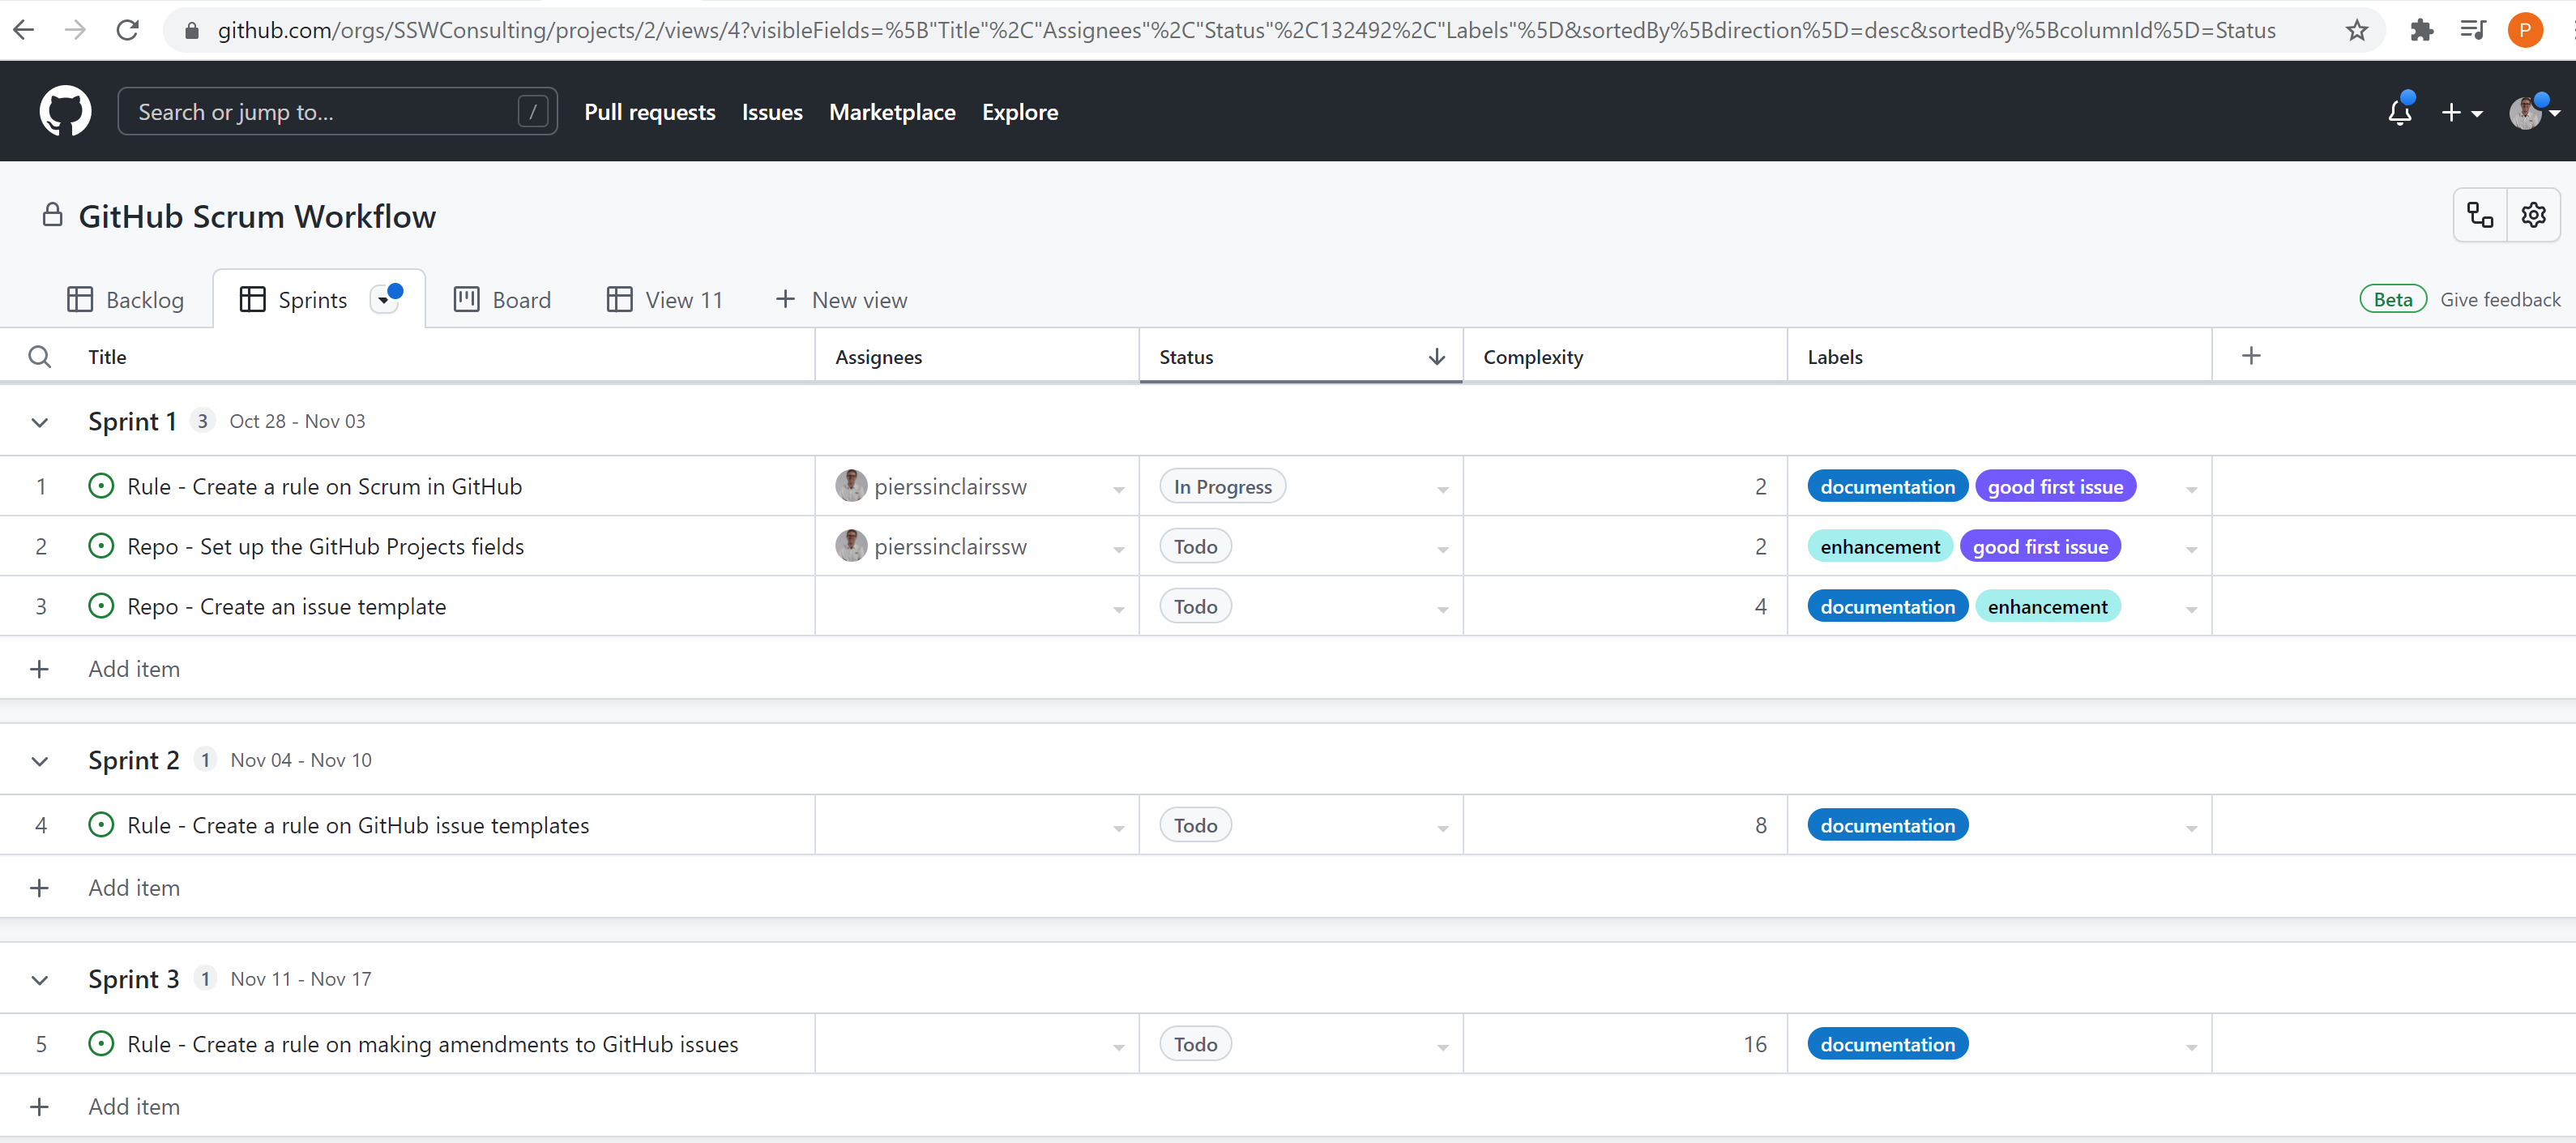 github.com/orgs/SSWConsulting/projects/2/views/4?visibleFields=%5B"Title"%2C"Assignees"%2C"Status"%2C132492%2C"Labels"%5D&sortedBy%5Bdirection%5D=desc&sortedBy%5BcolumnId%5D=Status P
Search or jump to... / Pull requests Issues Marketplace Explore
GitHub Scrum Workflow
Backlog Sprints Board View 11 New view Beta Give feedback
Title Assignees Status Complexity Labels
Sprint 1 3 Oct 28 - Nov 03
1 Rule - Create a rule on Scrum in GitHub pierssinclairssw In Progress 2 documentation good first issue
2 Repo - Set up the GitHub Projects fields pierssinclairssw Todo 2 enhancement good first issue
3 Repo - Create an issue template Todo 4 documentation enhancement
Add item
Sprint 2 1 Nov 04 - Nov 10
4 Rule - Create a rule on GitHub issue templates Todo 8 documentation
Add item
Sprint 3 1 Nov 11 - Nov 17
5 Rule - Create a rule on making amendments to GitHub issues Todo 16 documentation
Add item